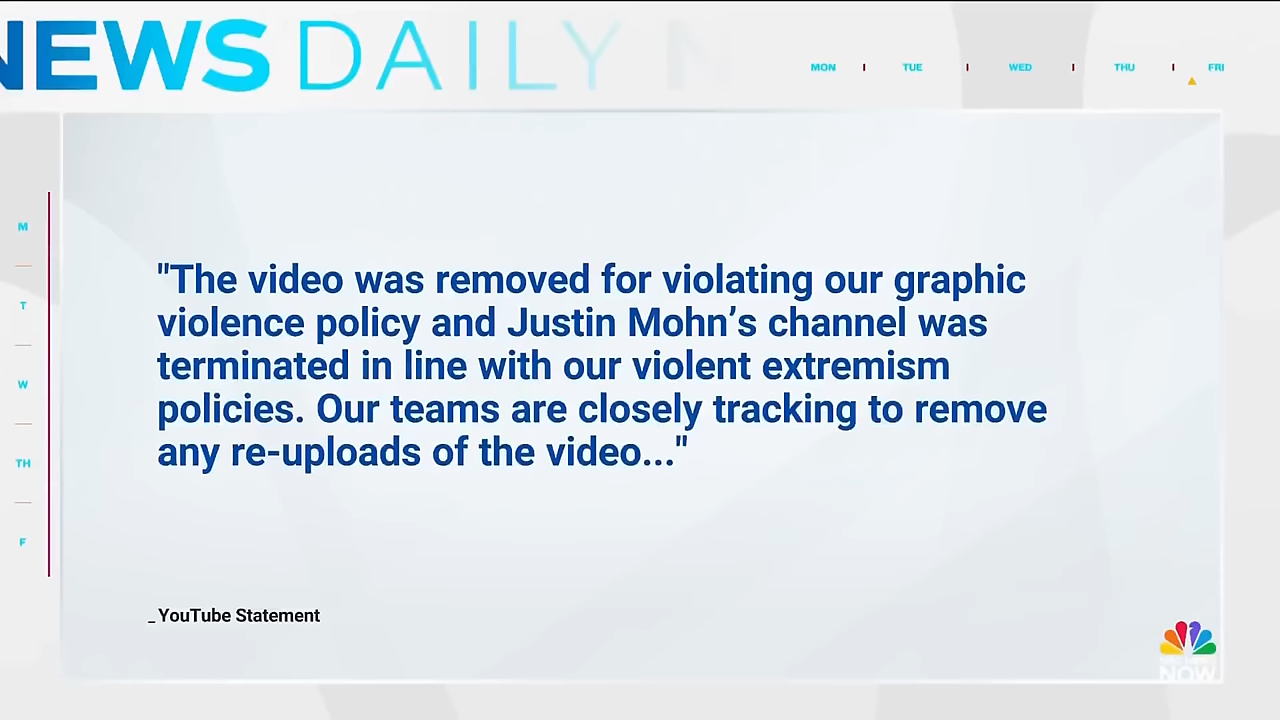 NEWS DAILY N
MON TUE WED THU FRI
M
T
W
TH
F
"The video was removed for violating our graphic
violence policy and Justin Mohn’s channel was
terminated in line with our violent extremism
policies. Our teams are closely tracking to remove
any re-uploads of the video..."
_ YouTube Statement
NOW